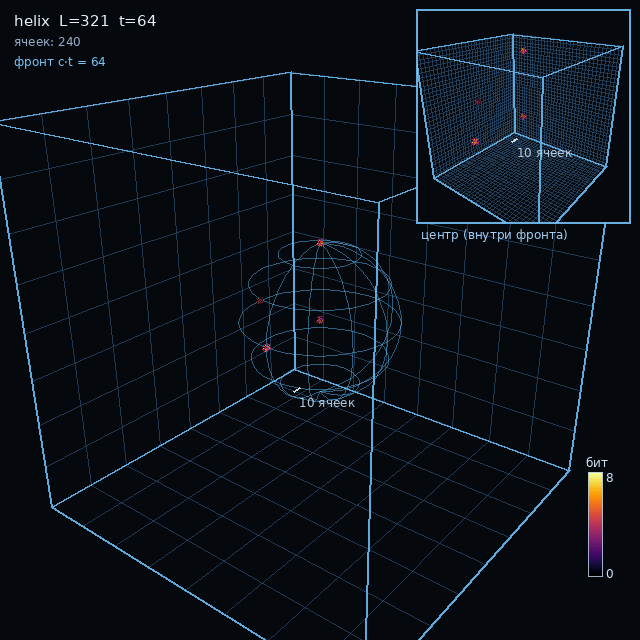 helix L=321 t=64
ячеек: 240
фронт c·t = 64
10 ячеек
центр (внутри фронта)
10 ячеек
бит
8
0